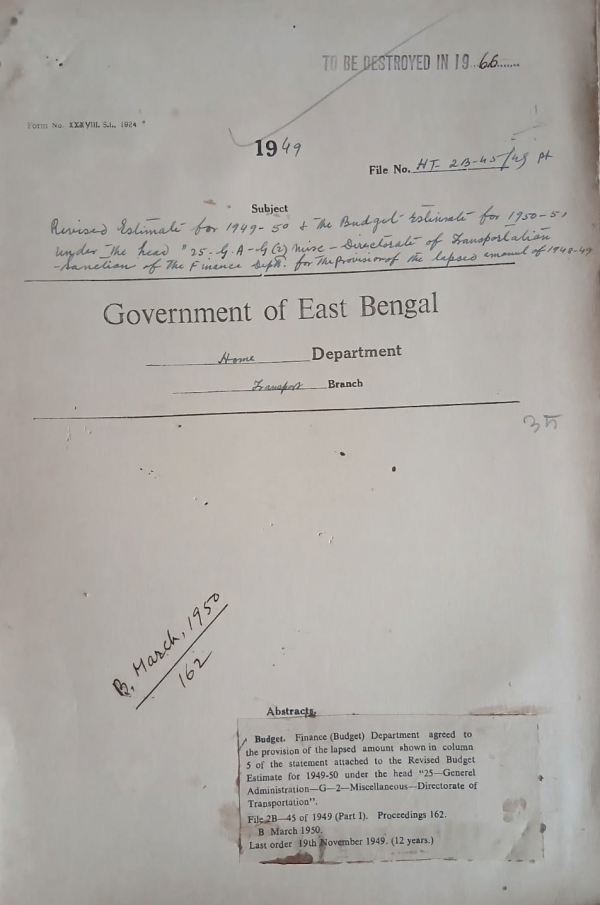 TO BE DESTROYED IN 19 66
Form No. XXXVIII. S.L. 1924
1949
File No. HT- 2B-45/49 pt
Subject
Revised Estimate for 1949-50 & the Budget Estimate for 1950-51
under the head "25-G.A-G(2) Misc - Directorate of Transportation
- Sanction of the Finance Deptt. for the Provision of the lapsed amount of 1948-49
Government of East Bengal
Home Department
Transport Branch
B, March, 1950
162
Abstracts.
Budget. Finance (Budget) Department agreed to
the provision of the lapsed amount shown in column
5 of the statement attached to the Revised Budget
Estimate for 1949-50 under the head "25—Generel
Administration—G—2—Miscellaneous—Directorate of
Transportation".
File 2B—45 of 1949 (Part I). Proceedings 162.
B March 1950.
Last order 19th November 1949. (12 years.)